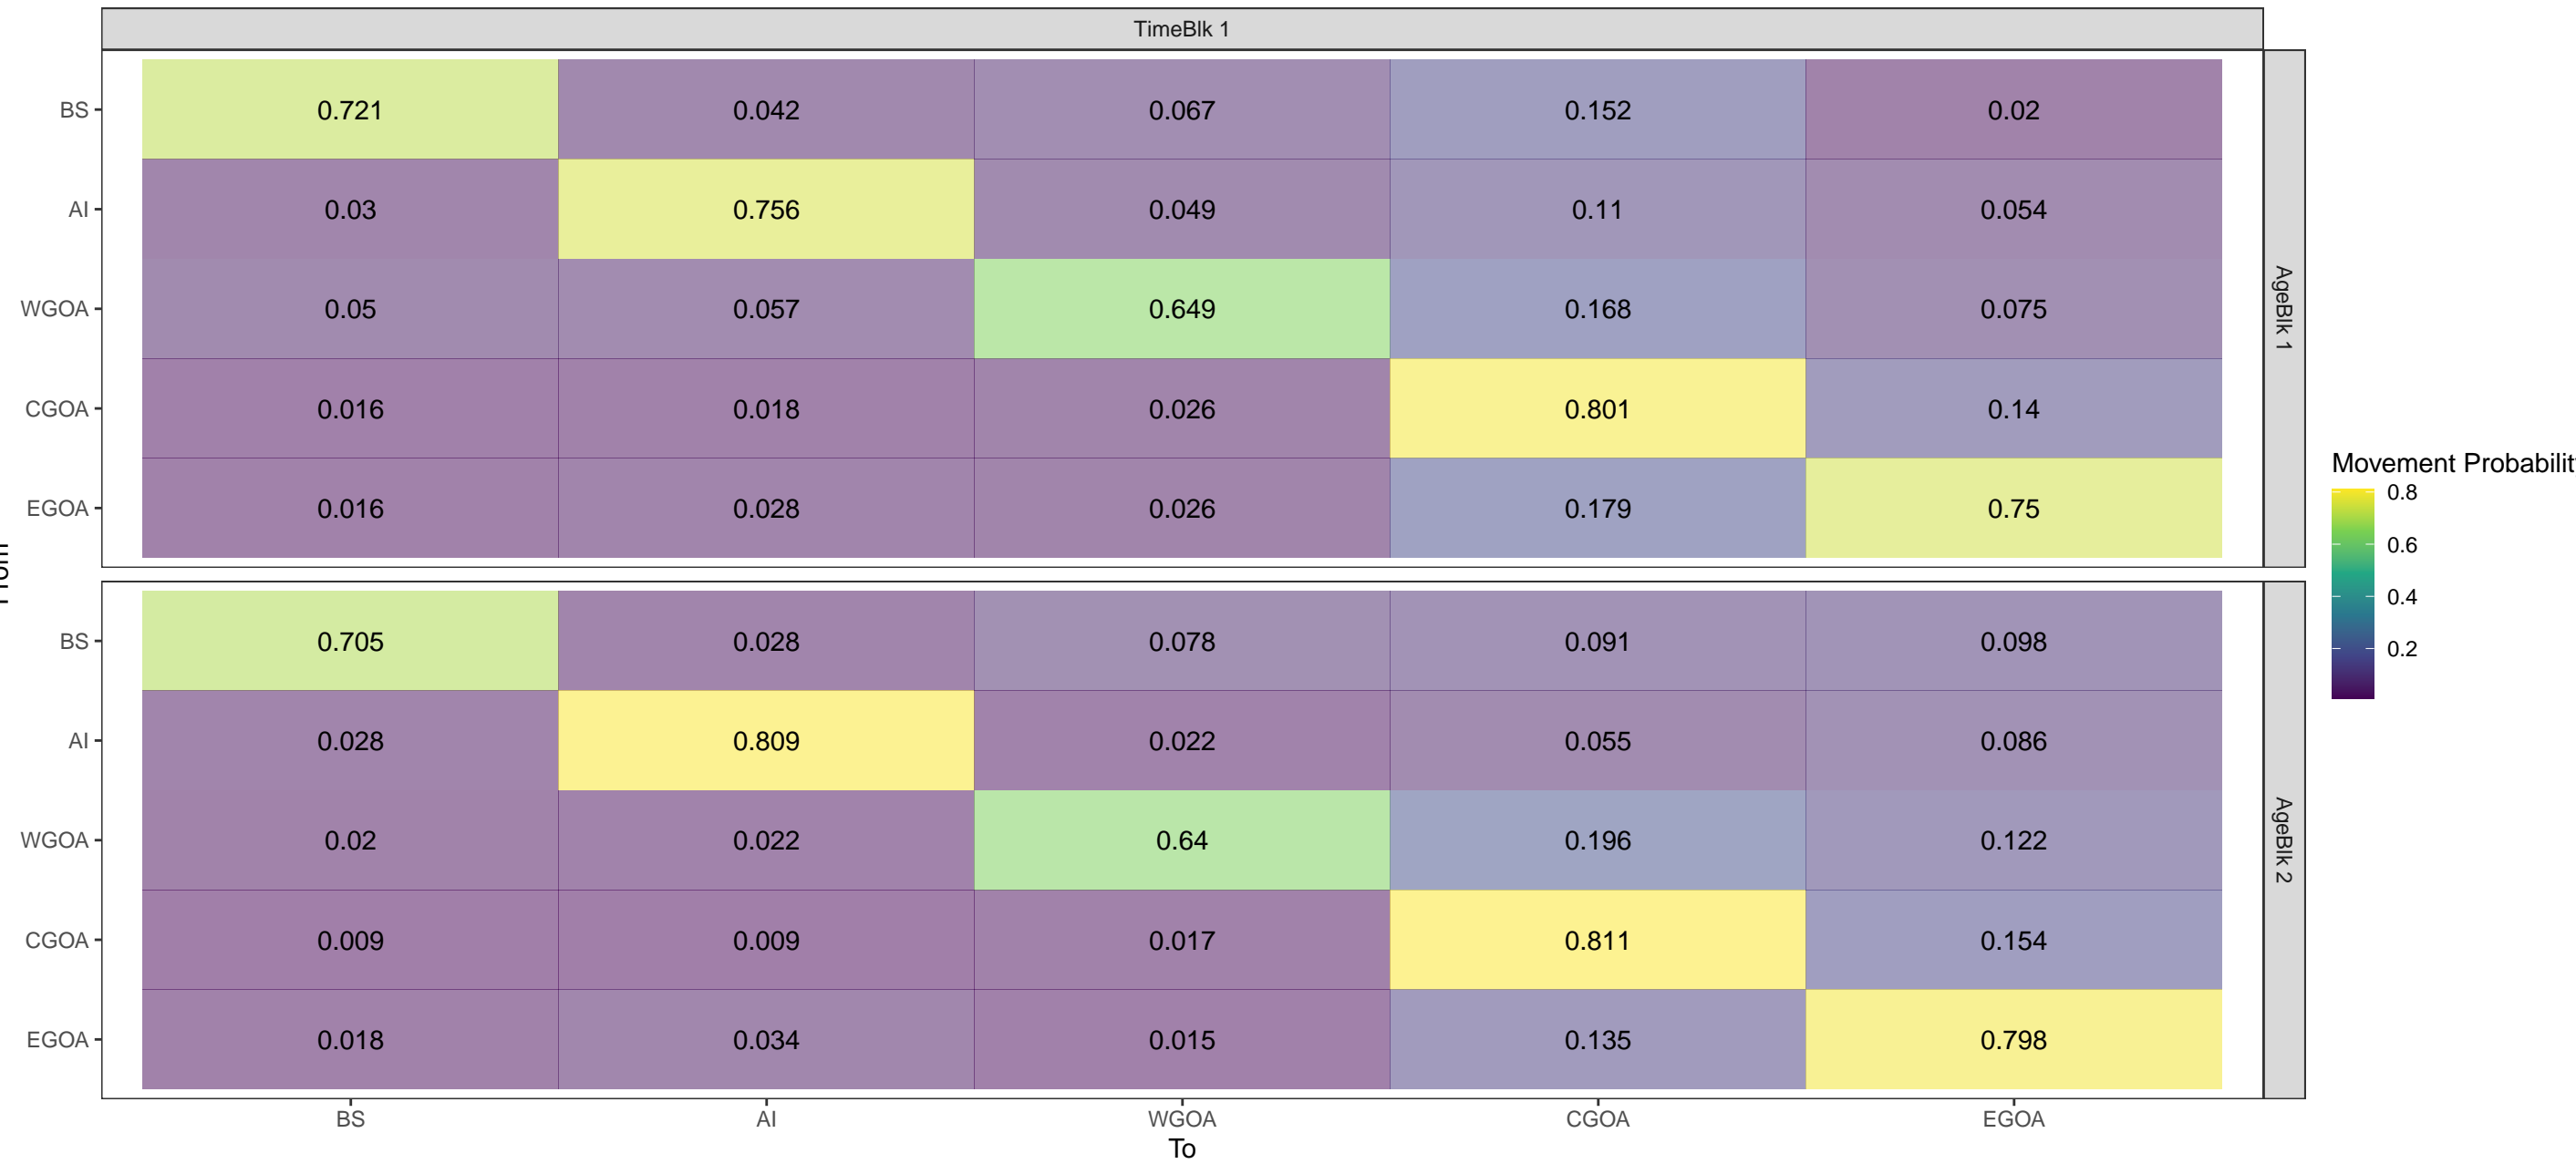 TimeBlk 1
BS 0.721 0.042 0.067 0.152 0.02
AI 0.03 0.756 0.049 0.11 0.054
WGOA 0.05 0.057 0.649 0.168 0.075
CGOA 0.016 0.018 0.026 0.801 0.14
EGOA 0.016 0.028 0.026 0.179 0.75
AgeBlk 1
BS 0.705 0.028 0.078 0.091 0.098
AI 0.028 0.809 0.022 0.055 0.086
WGOA 0.02 0.022 0.64 0.196 0.122
CGOA 0.009 0.009 0.017 0.811 0.154
EGOA 0.018 0.034 0.015 0.135 0.798
AgeBlk 2
BS AI WGOA CGOA EGOA
To
Movement Probabilit
0.8
0.6
0.4
0.2